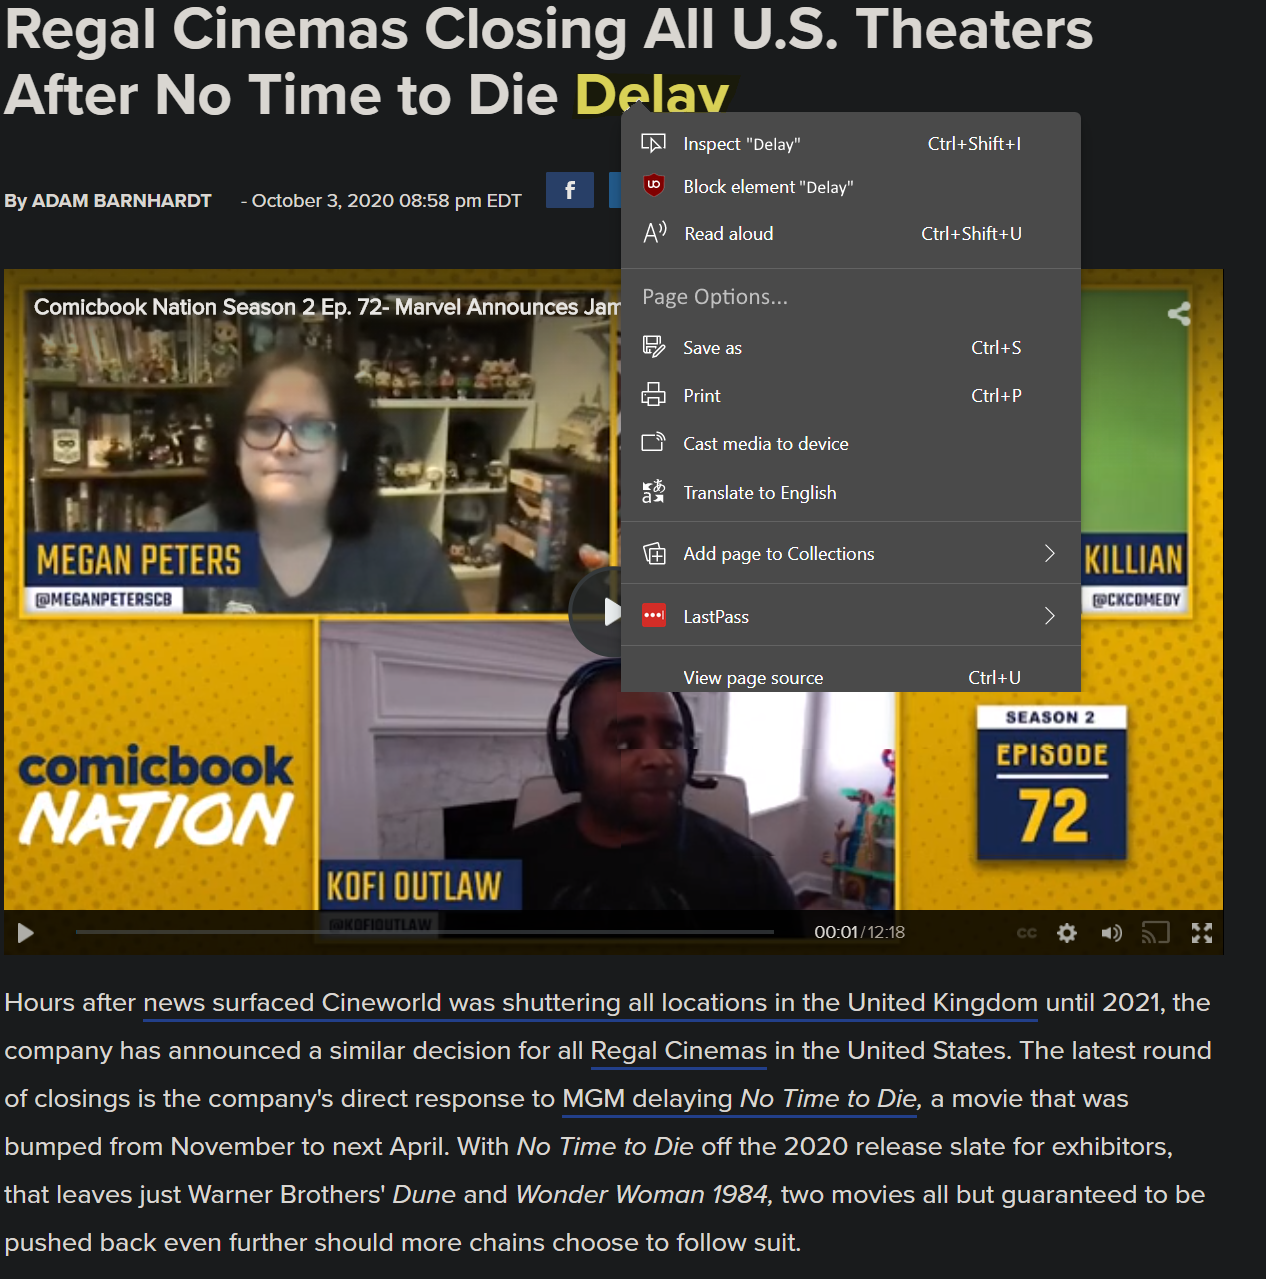 Regal Cinemas Closing All U.S. Theaters
After No Time to Die Delay
By ADAM BARNHARDT - October 3, 2020 08:58 pm EDT
f
Inspect "Delay" Ctrl+Shift+I
Block element "Delay"
Read aloud Ctrl+Shift+U
Page Options...
Save as Ctrl+S
Print Ctrl+P
Cast media to device
Translate to English
Add page to Collections
LastPass
View page source Ctrl+U
Comicbook Nation Season 2 Ep. 72- Marvel Announces Jam
MEGAN PETERS
@MEGANPETERSCB
KILLIAN
@CKCOMEDY
comicbook
NATION
KOFI OUTLAW
@KOFIOUTLAW
SEASON 2
EPISODE
72
00:01/12:18
CC
Hours after news surfaced Cineworld was shuttering all locations in the United Kingdom until 2021, the
company has announced a similar decision for all Regal Cinemas in the United States. The latest round
of closings is the company's direct response to MGM delaying No Time to Die, a movie that was
bumped from November to next April. With No Time to Die off the 2020 release slate for exhibitors,
that leaves just Warner Brothers' Dune and Wonder Woman 1984, two movies all but guaranteed to be
pushed back even further should more chains choose to follow suit.